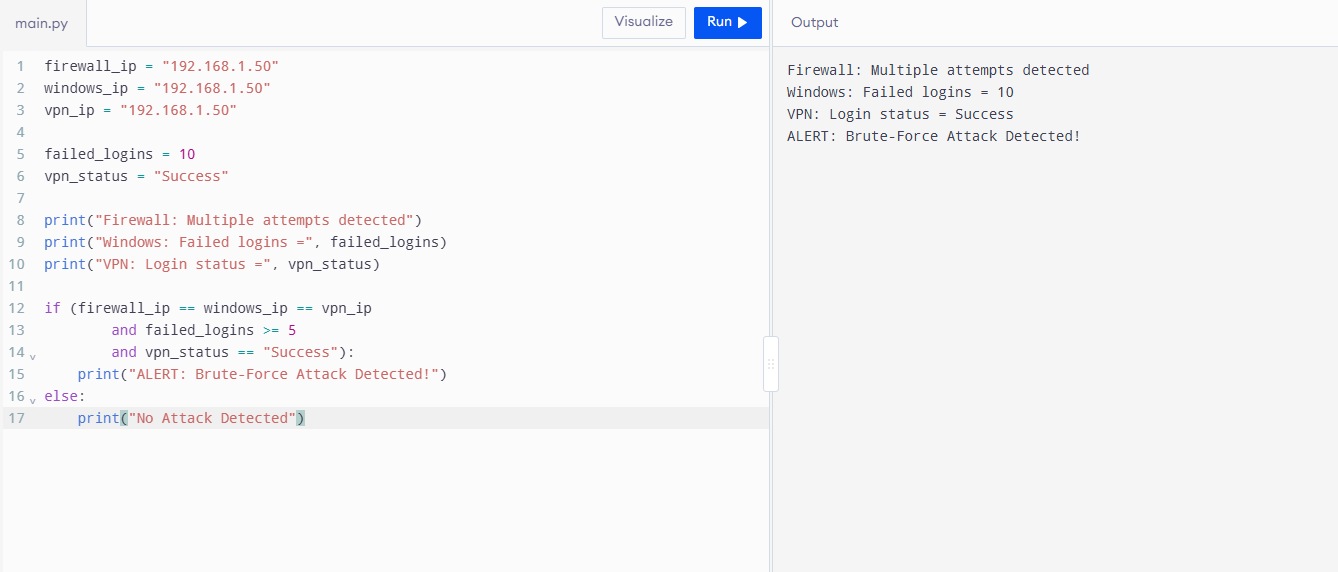 main.py
Visualize
Run
Output
1 firewall_ip = "192.168.1.50"
2 windows_ip = "192.168.1.50"
3 vpn_ip = "192.168.1.50"
4
5 failed_logins = 10
6 vpn_status = "Success"
7
8 print("Firewall: Multiple attempts detected")
9 print("Windows: Failed logins =", failed_logins)
10 print("VPN: Login status =", vpn_status)
11
12 if (firewall_ip == windows_ip == vpn_ip
13         and failed_logins >= 5
14         and vpn_status == "Success"):
15     print("ALERT: Brute-Force Attack Detected!")
16 else:
17     print("No Attack Detected")
Firewall: Multiple attempts detected
Windows: Failed logins = 10
VPN: Login status = Success
ALERT: Brute-Force Attack Detected!